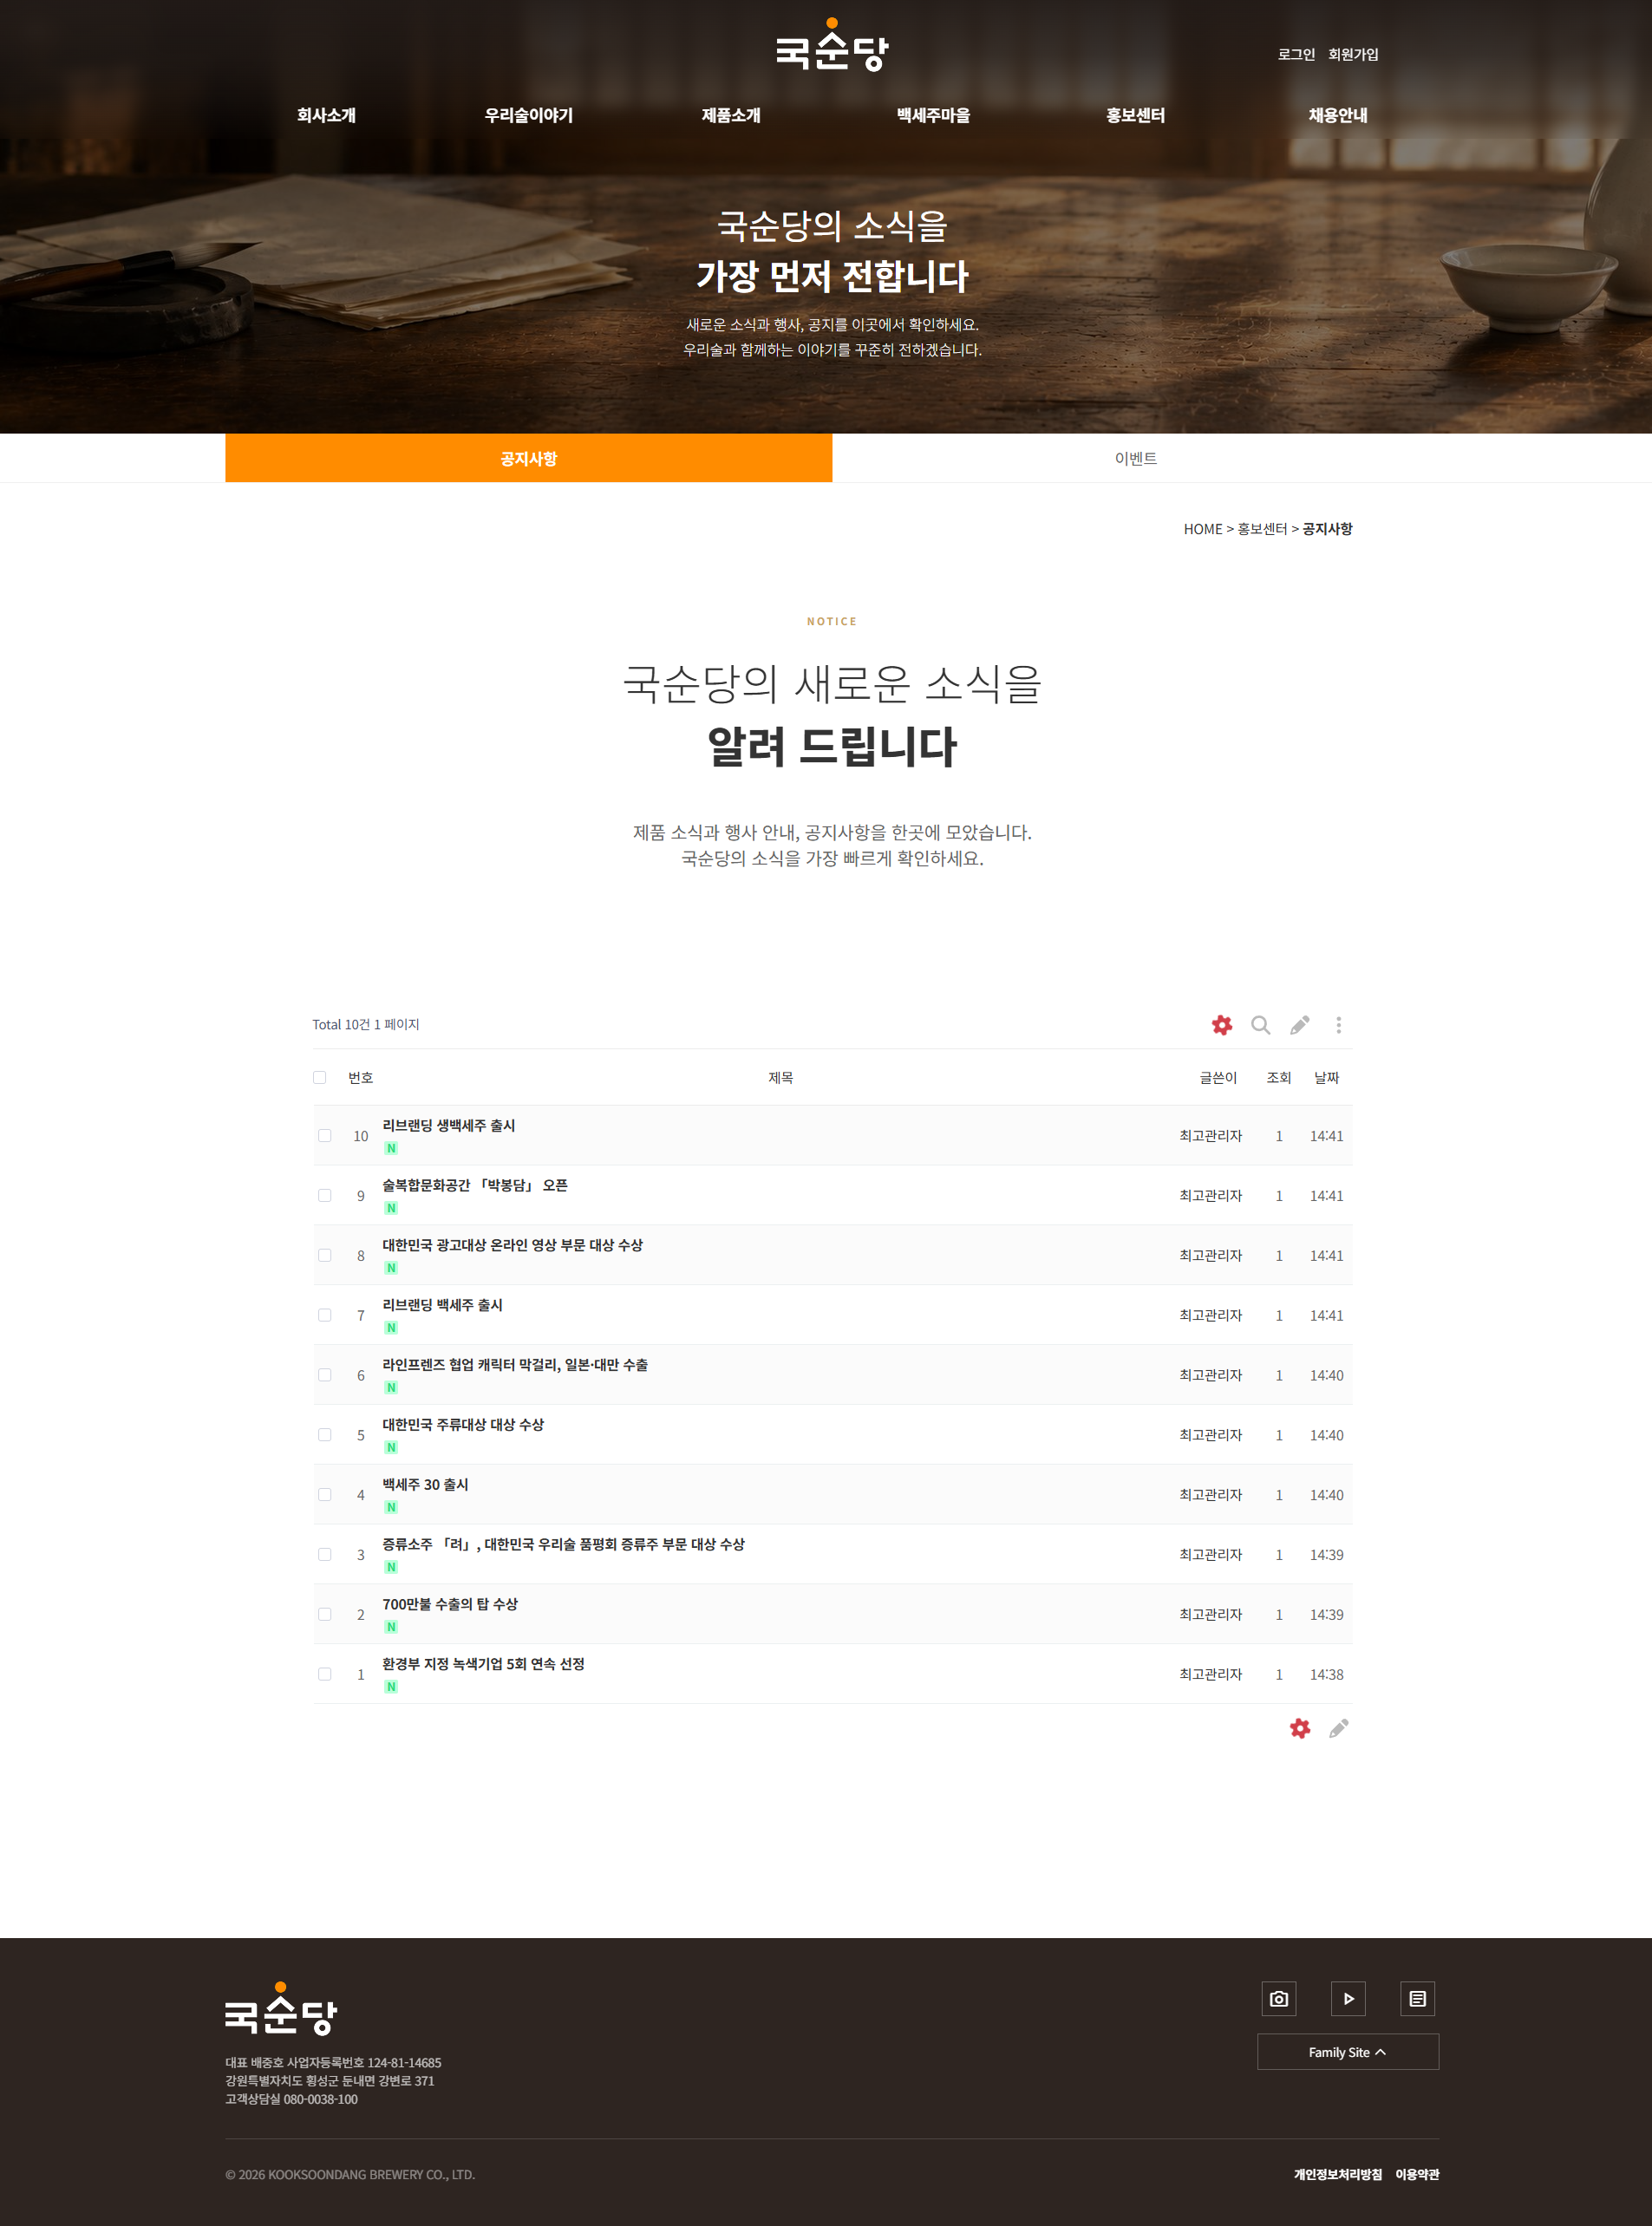 국순당
로그인 회원가입
회사소개 우리술이야기 제품소개 백세주마을 홍보센터 채용안내
국순당의 소식을
가장 먼저 전합니다
새로운 소식과 행사, 공지를 이곳에서 확인하세요.
우리술과 함께하는 이야기를 꾸준히 전하겠습니다.
공지사항 이벤트
HOME > 홍보센터 > 공지사항
NOTICE
국순당의 새로운 소식을
알려 드립니다
제품 소식과 행사 안내, 공지사항을 한곳에 모았습니다.
국순당의 소식을 가장 빠르게 확인하세요.
Total 10건 1 페이지
번호 제목 글쓴이 조회 날짜
10 리브랜딩 생백세주 출시 최고관리자 1 14:41
N
9 술복합문화공간 「박봉담」 오픈 최고관리자 1 14:41
N
8 대한민국 광고대상 온라인 영상 부문 대상 수상 최고관리자 1 14:41
N
7 리브랜딩 백세주 출시 최고관리자 1 14:41
N
6 라인프렌즈 협업 캐릭터 막걸리, 일본·대만 수출 최고관리자 1 14:40
N
5 대한민국 주류대상 대상 수상 최고관리자 1 14:40
N
4 백세주 30 출시 최고관리자 1 14:40
N
3 증류소주 「려」, 대한민국 우리술 품평회 증류주 부문 대상 수상 최고관리자 1 14:39
N
2 700만불 수출의 탑 수상 최고관리자 1 14:39
N
1 환경부 지정 녹색기업 5회 연속 선정 최고관리자 1 14:38
N
국순당
Family Site
대표 배중호 사업자등록번호 124-81-14685
강원특별자치도 횡성군 둔내면 강변로 371
고객상담실 080-0038-100
© 2026 KOOKSOONDANG BREWERY CO., LTD.
개인정보처리방침 이용약관